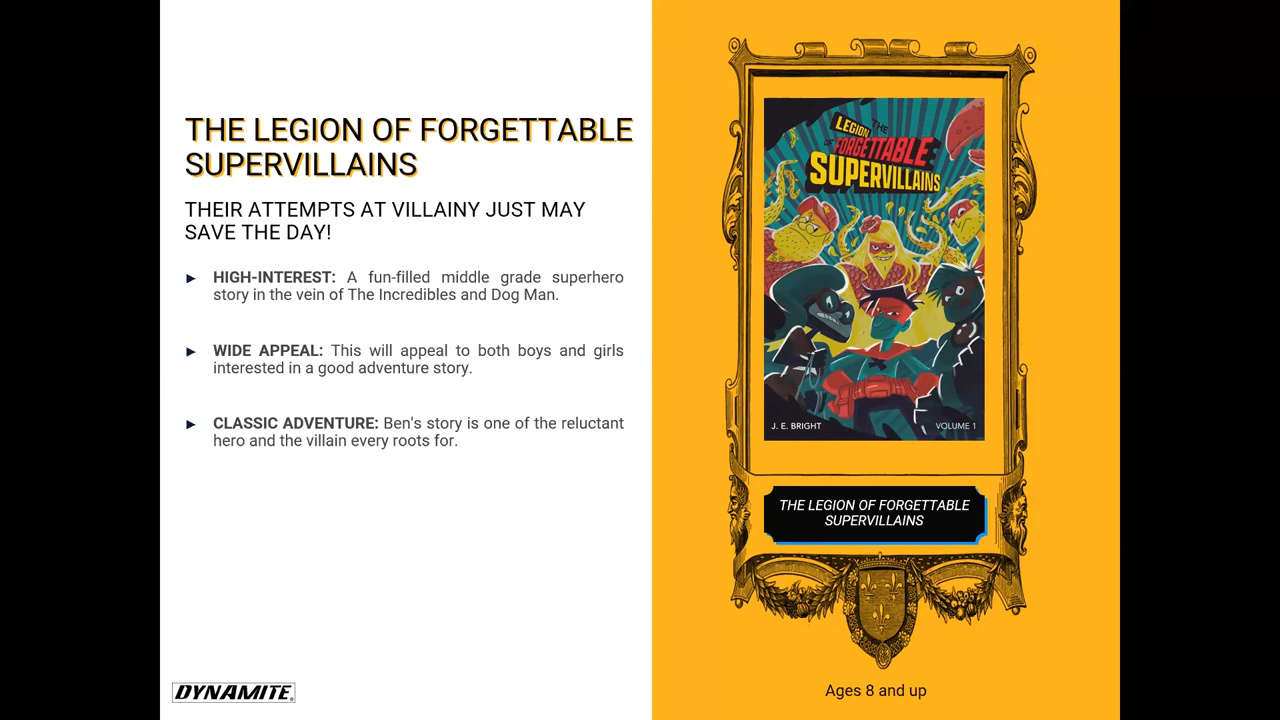 THE LEGION OF FORGETTABLE
SUPERVILLAINS
THEIR ATTEMPTS AT VILLAINY JUST MAY
SAVE THE DAY!
► HIGH-INTEREST: A fun-filled middle grade superhero
story in the vein of The Incredibles and Dog Man.
► WIDE APPEAL: This will appeal to both boys and girls
interested in a good adventure story.
► CLASSIC ADVENTURE: Ben's story is one of the reluctant
hero and the villain every roots for.
DYNAMITE®
THE
LEGION
OF FORGETTABLE
SUPERVILLAINS
J. E. BRIGHT
VOLUME 1
THE LEGION OF FORGETTABLE
SUPERVILLAINS
Ages 8 and up